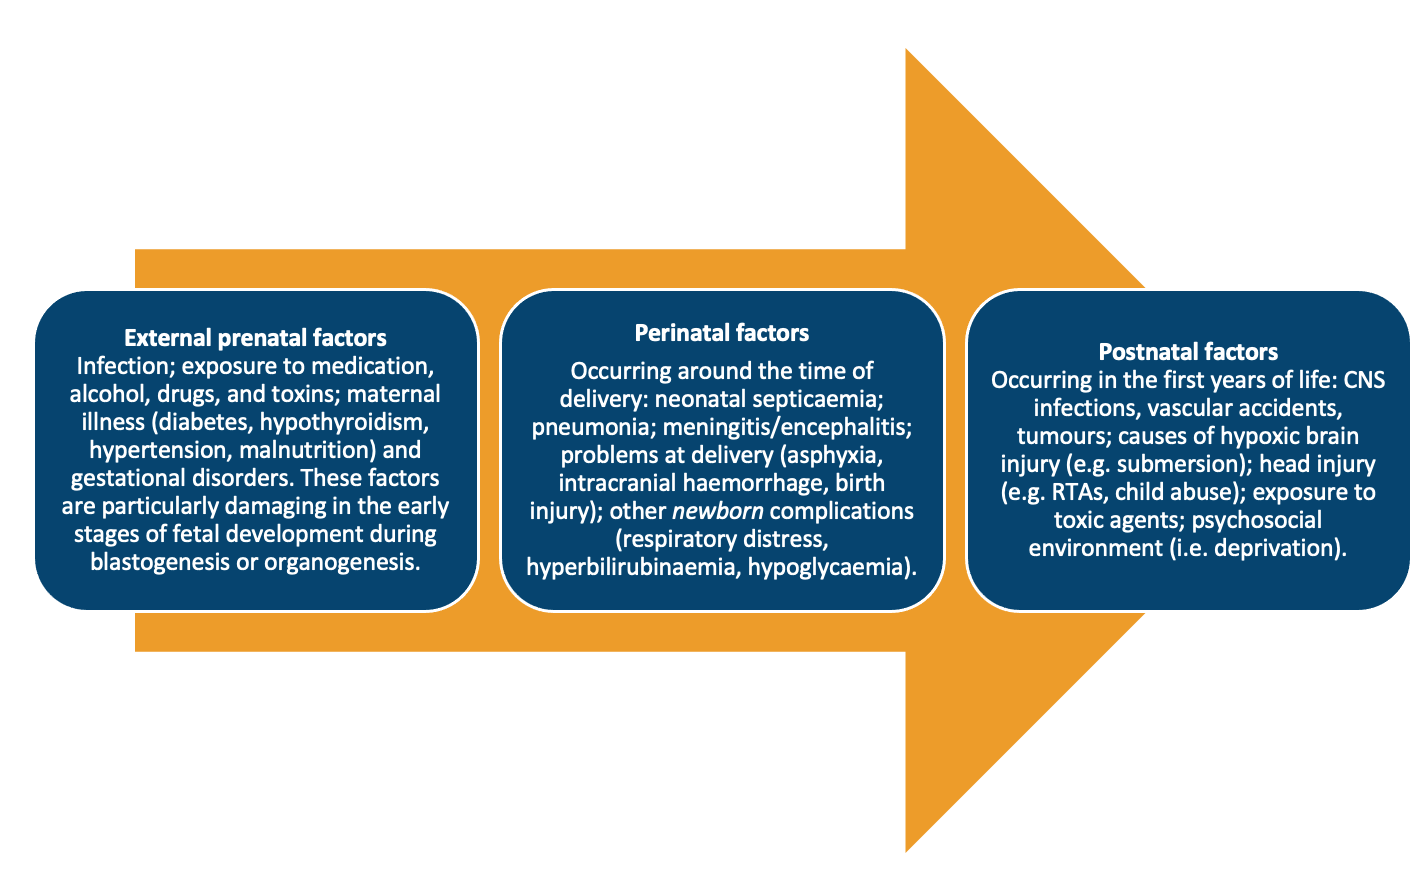 External prenatal factors
Infection; exposure to medication,
alcohol, drugs, and toxins; maternal
illness (diabetes, hypothyroidism,
hypertension, malnutrition) and
gestational disorders. These factors
are particularly damaging in the early
stages of fetal development during
blastogenesis or organogenesis.
Perinatal factors
Occurring around the time of
delivery: neonatal septicaemia;
pneumonia; meningitis/encephalitis;
problems at delivery (asphyxia,
intracranial haemorrhage, birth
injury); other newborn complications
(respiratory distress,
hyperbilirubinaemia, hypoglycaemia).
Postnatal factors
Occurring in the first years of life: CNS
infections, vascular accidents,
tumours; causes of hypoxic brain
injury (e.g. submersion); head injury
(e.g. RTAs, child abuse); exposure to
toxic agents; psychosocial
environment (i.e. deprivation).